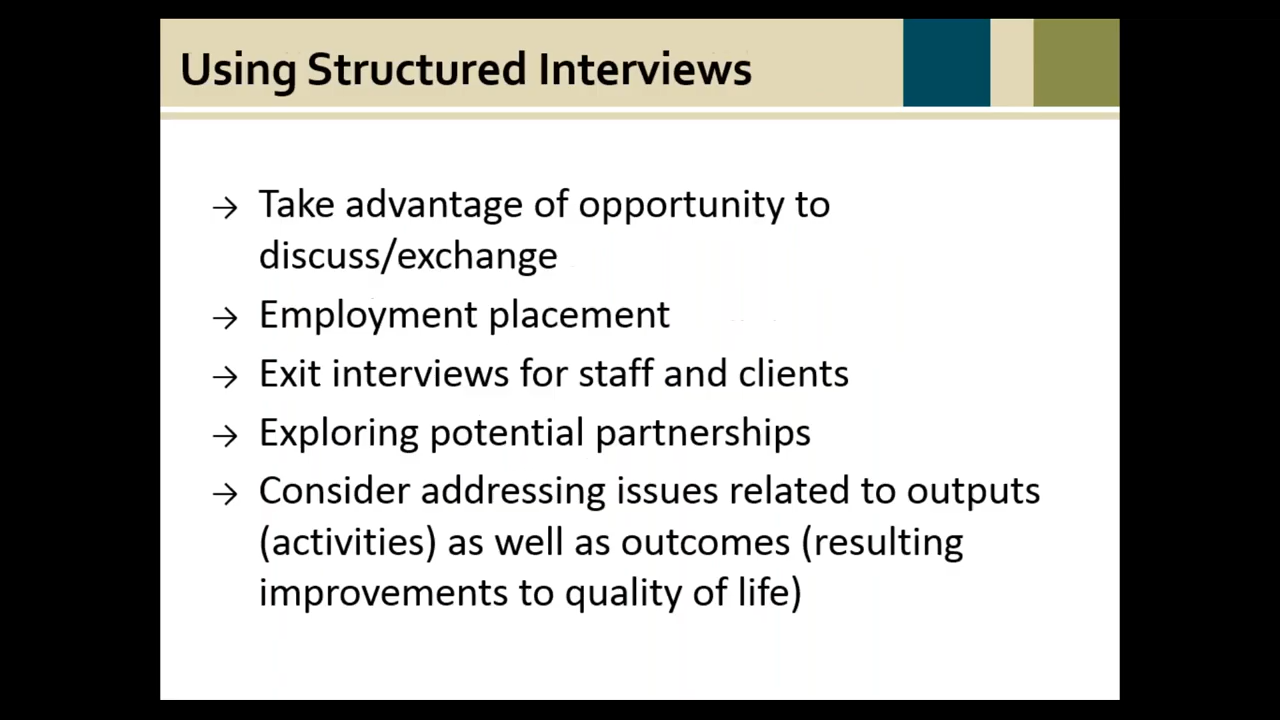 Using Structured Interviews
→ Take advantage of opportunity to
discuss/exchange
→ Employment placement
→ Exit interviews for staff and clients
→ Exploring potential partnerships
→ Consider addressing issues related to outputs
(activities) as well as outcomes (resulting
improvements to quality of life)